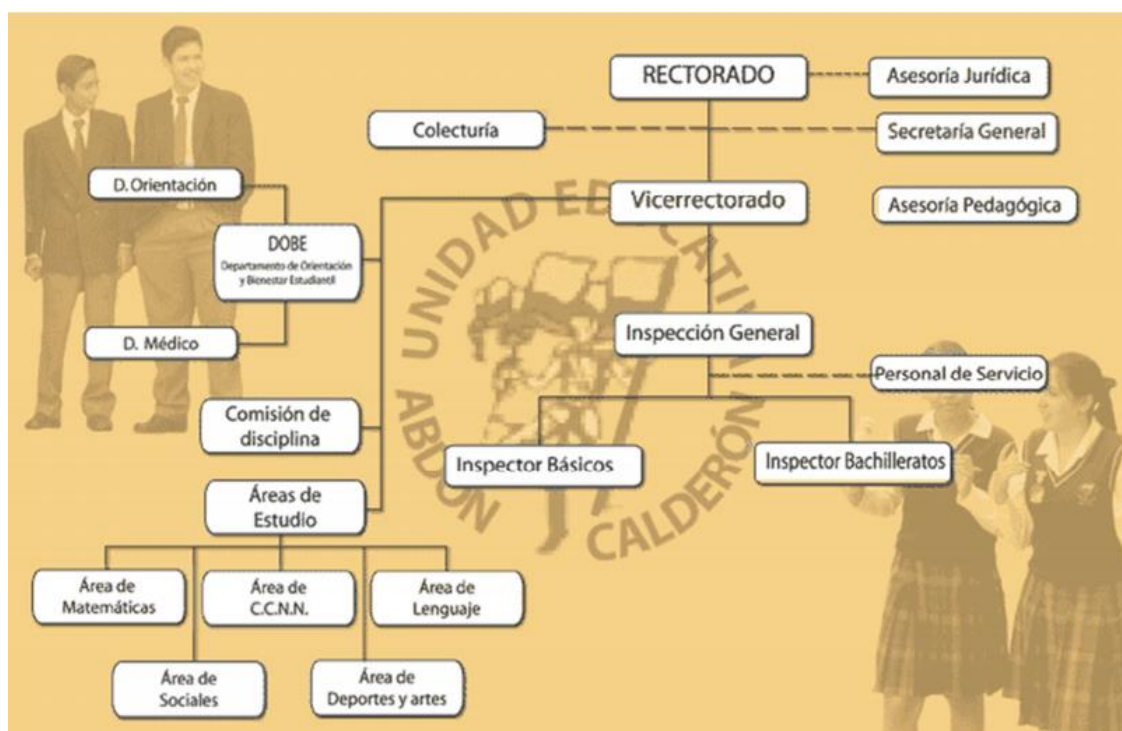 RECTORADO
Asesoría Jurídica
Colecturía
Secretaría General
D. Orientación
Vicerrectorado
Asesoría Pedagógica
DOBE
Departamento de Orientación
y Bienestar Estudiantil
D. Médico
Inspección General
Personal de Servicio
Comisión de
disciplina
Inspector Básicos
Inspector Bachilleratos
Áreas de
Estudio
Área de
Matemáticas
Área de
C.C.N.N.
Área de
Lenguaje
Área de
Sociales
Área de
Deportes y artes
UNIDAD EDUCATIVA
ABDON CALDERÓN